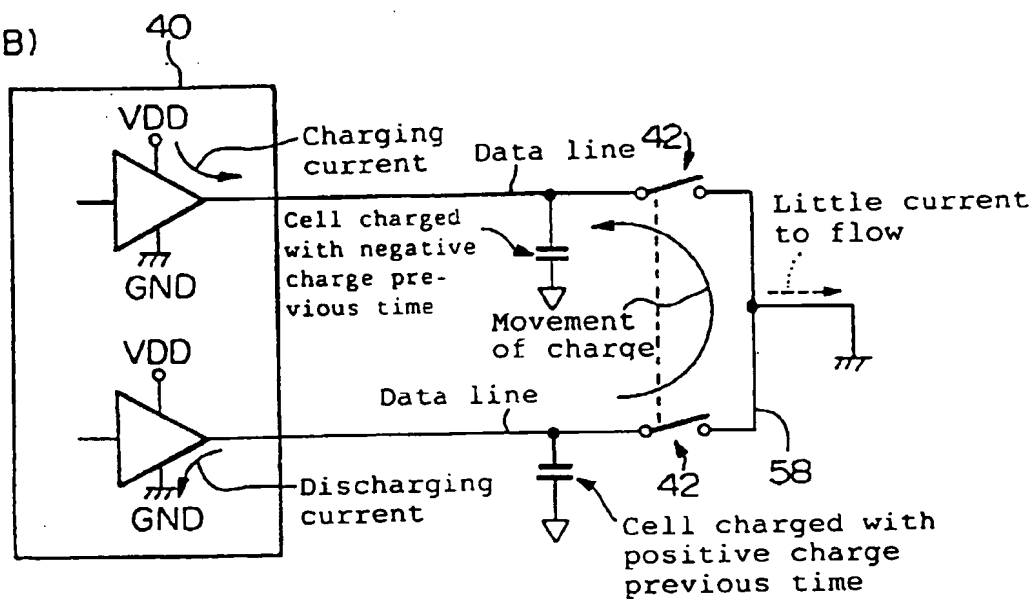 B)
40
VDD
Charging
current
Data line
42
Little current
to flow
Cell charged
with negative
charge pre-
vious time
GND
Movement
of charge
VDD
Data line
58
42
Discharging
current
GND
Cell charged with
positive charge
previous time